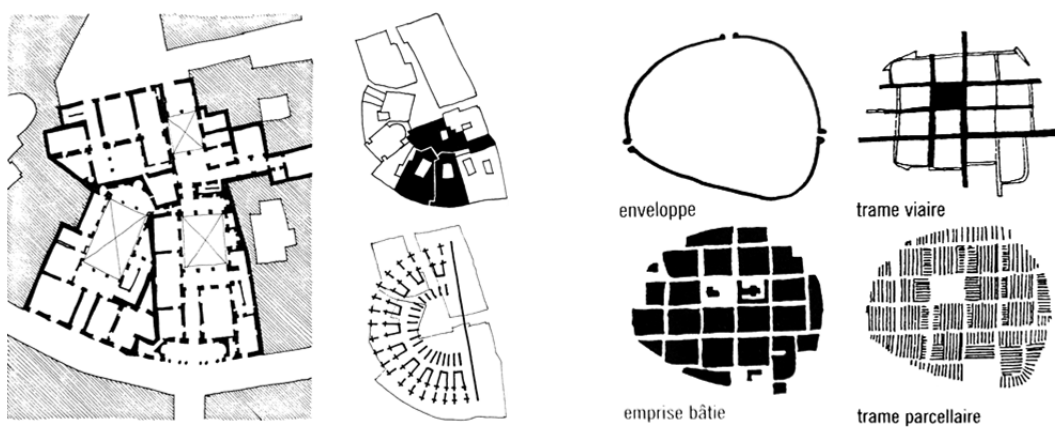 enveloppe
trame viaire
emprise bâtie
trame parcellaire